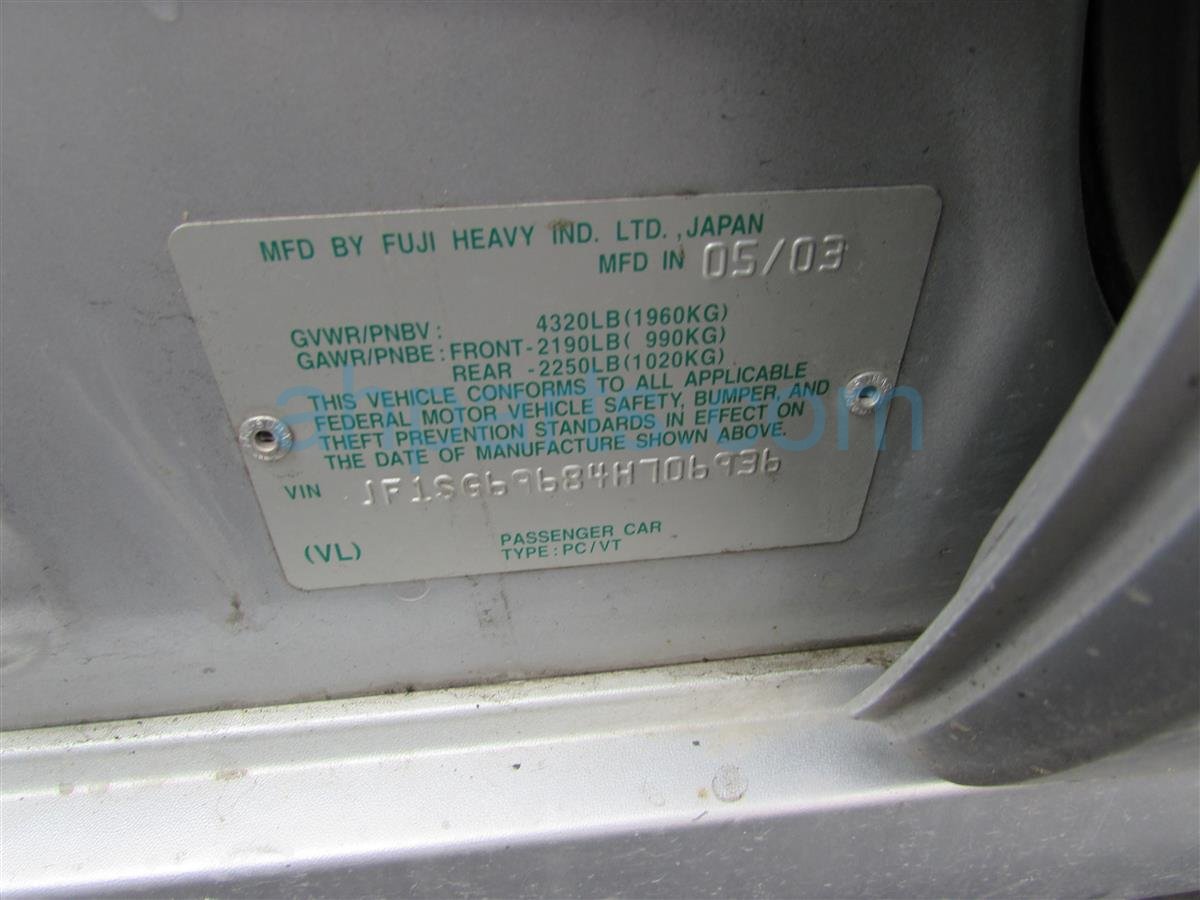 MFD BY FUJI HEAVY IND. LTD., JAPAN
MFD IN 05/03
GVWR/PNBV: 4320LB(1960KG)
GAWR/PNBE: FRONT-2190LB( 990KG)
REAR -2250LB(1020KG)
THIS VEHICLE CONFORMS TO ALL APPLICABLE
FEDERAL MOTOR VEHICLE SAFETY, BUMPER, AND
THEFT PREVENTION STANDARDS IN EFFECT ON
THE DATE OF MANUFACTURE SHOWN ABOVE.
VIN JF1SG69684H706936
(VL)
PASSENGER CAR
TYPE: PC/VT
ahparts.com